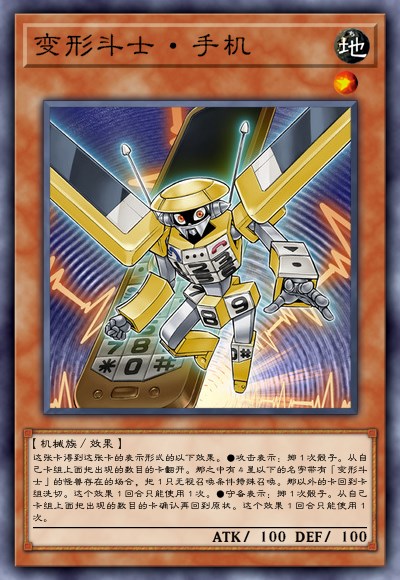 变形斗士・手机
地
7 8
* 0 #
7 8 9
【机械族/效果】
这张卡得到这张卡的表示形式的以下效果。●攻击表示:掷1次骰子。从自
己卡组上面把出现的数目的卡翻开。那之中有4星以下的名字带有「变形斗
士」的怪兽存在的场合,把1只无视召唤条件特殊召唤。那以外的卡回到卡
组洗切。这个效果1回合只能使用1次。●守备表示:掷1次骰子。从自己卡
组上面把出现的数目的卡确认再回到原状。这个效果1回合只能使用1
次。
ATK/ 100 DEF/ 100